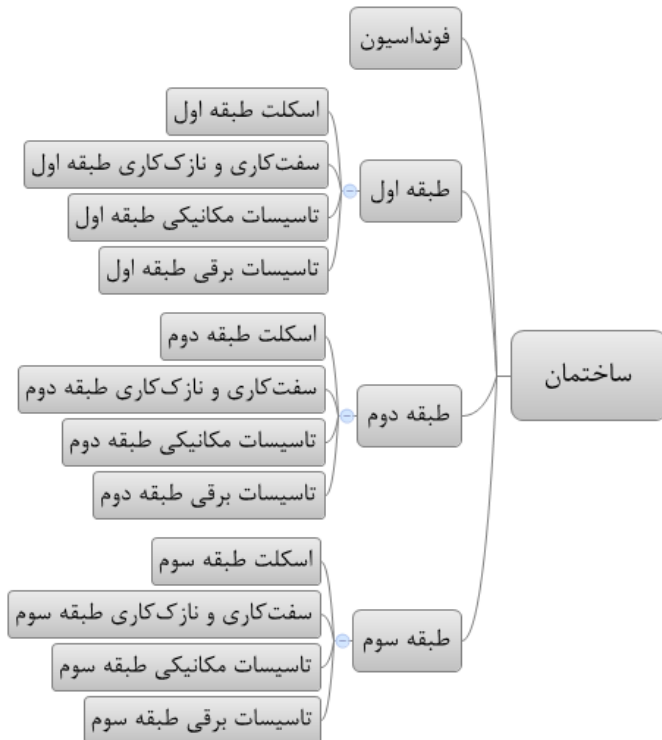 ساختمان
فونداسیون
طبقه اول
اسکلت طبقه اول
سفت‌کاری و نازک‌کاری طبقه اول
تاسیسات مکانیکی طبقه اول
تاسیسات برقی طبقه اول
طبقه دوم
اسکلت طبقه دوم
سفت‌کاری و نازک‌کاری طبقه دوم
تاسیسات مکانیکی طبقه دوم
تاسیسات برقی طبقه دوم
طبقه سوم
اسکلت طبقه سوم
سفت‌کاری و نازک‌کاری طبقه سوم
تاسیسات مکانیکی طبقه سوم
تاسیسات برقی طبقه سوم